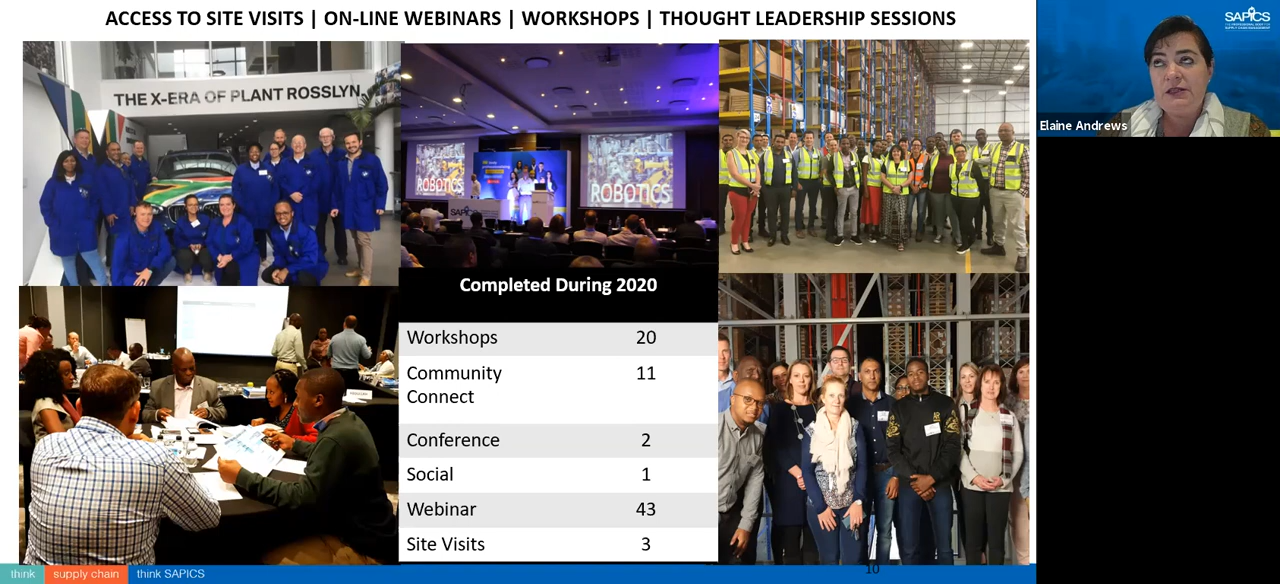 ACCESS TO SITE VISITS | ON-LINE WEBINARS | WORKSHOPS | THOUGHT LEADERSHIP SESSIONS
SAPICS
Elaine Andrews
THE X-ERA OF PLANT ROSSLYN
ROBOTICS
ROBOTICS
SAPICS
Completed During 2020
Workshops 20
Community Connect 11
Conference 2
Social 1
Webinar 43
Site Visits 3
10
think supply chain think SAPICS